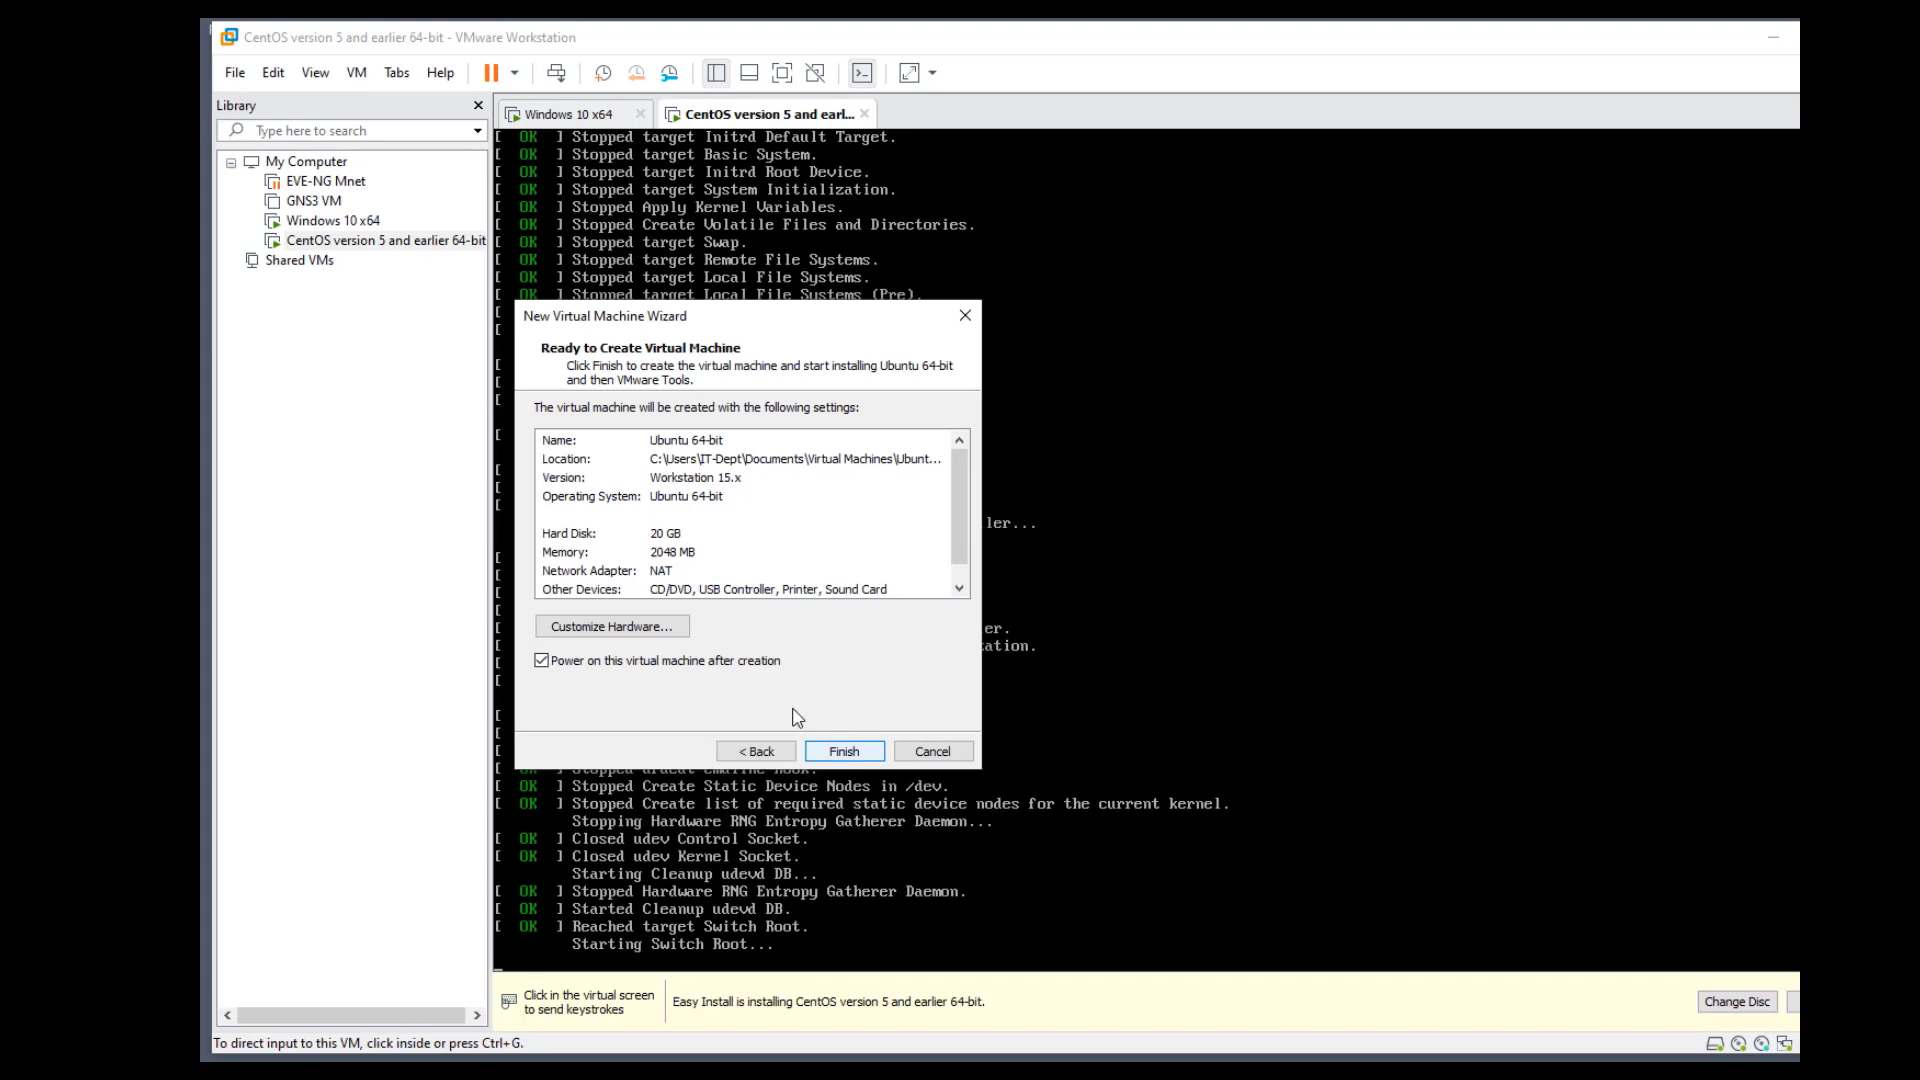 CentOS version 5 and earlier 64-bit - VMware Workstation
File Edit View VM Tabs Help
Library
Type here to search
My Computer
EVE-NG Mnet
GNS3 VM
Windows 10 x64
CentOS version 5 and earlier 64-bit
Shared VMs
Windows 10 x64
CentOS version 5 and earl...
[ OK ] Stopped target Initrd Default Target.
[ OK ] Stopped target Basic System.
[ OK ] Stopped target Initrd Root Device.
[ OK ] Stopped target System Initialization.
[ OK ] Stopped Apply Kernel Variables.
[ OK ] Stopped Create Volatile Files and Directories.
[ OK ] Stopped target Swap.
[ OK ] Stopped target Remote File Systems.
[ OK ] Stopped target Local File Systems.
[ OK ] Stopped target Local File Systems (Pre).
New Virtual Machine Wizard
Ready to Create Virtual Machine
Click Finish to create the virtual machine and start installing Ubuntu 64-bit
and then VMware Tools.
The virtual machine will be created with the following settings:
Name: Ubuntu 64-bit
Location: C:\Users\IT-Dept\Documents\Virtual Machines\Ubunt...
Version: Workstation 15.x
Operating System: Ubuntu 64-bit
Hard Disk: 20 GB
Memory: 2048 MB
Network Adapter: NAT
Other Devices: CD/DVD, USB Controller, Printer, Sound Card
Customize Hardware...
Power on this virtual machine after creation
< Back Finish Cancel
ler...
er.
tation.
[ OK ] Stopped dracut cmdline hook.
[ OK ] Stopped Create Static Device Nodes in /dev.
[ OK ] Stopped Create list of required static device nodes for the current kernel.
Stopping Hardware RNG Entropy Gatherer Daemon...
[ OK ] Closed udev Control Socket.
[ OK ] Closed udev Kernel Socket.
Starting Cleanup udevd DB...
[ OK ] Stopped Hardware RNG Entropy Gatherer Daemon.
[ OK ] Started Cleanup udevd DB.
[ OK ] Reached target Switch Root.
Starting Switch Root...
Click in the virtual screen
to send keystrokes
Easy Install is installing CentOS version 5 and earlier 64-bit.
Change Disc
To direct input to this VM, click inside or press Ctrl+G.